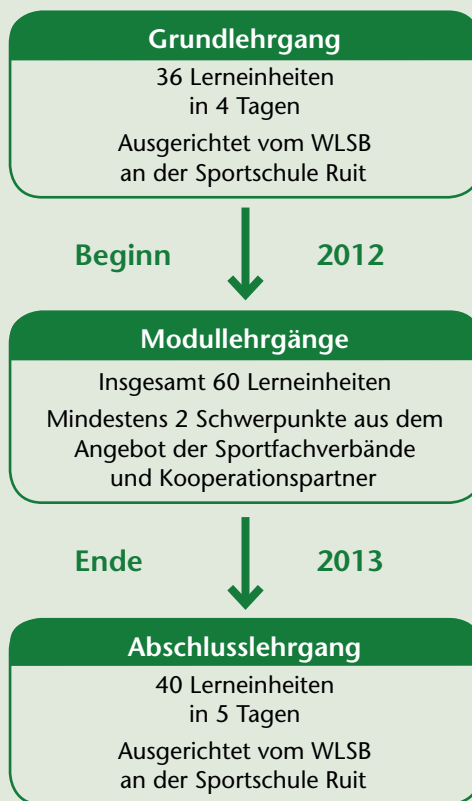 Grundlehrgang
36 Lerneinheiten
in 4 Tagen
Ausgerichtet vom WLSB
an der Sportschule Ruit
Beginn 2012
Modullehrgänge
Insgesamt 60 Lerneinheiten
Mindestens 2 Schwerpunkte aus dem
Angebot der Sportfachverbände
und Kooperationspartner
Ende 2013
Abschlusslehrgang
40 Lerneinheiten
in 5 Tagen
Ausgerichtet vom WLSB
an der Sportschule Ruit